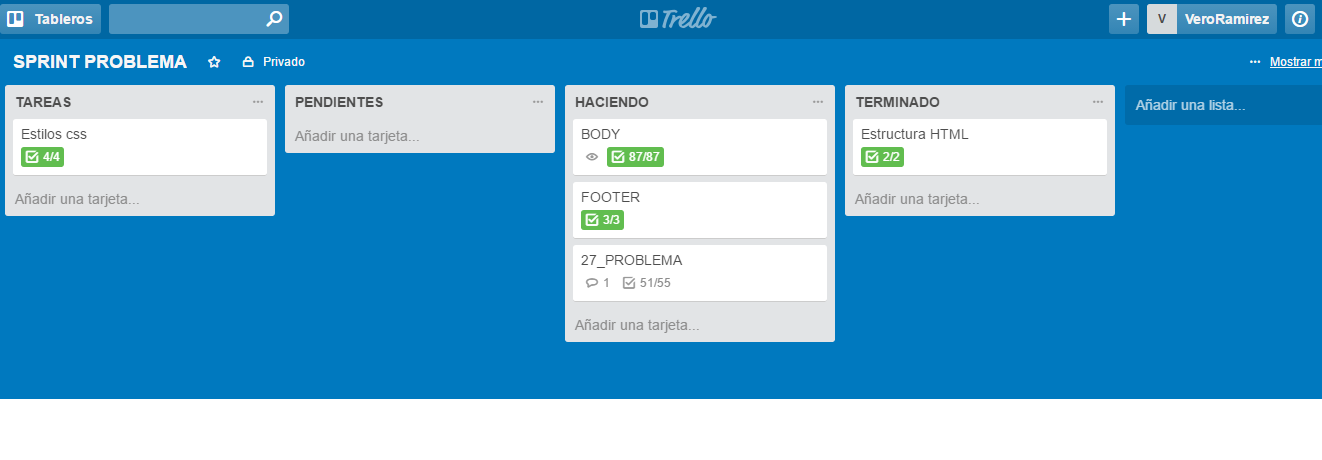 Tableros
Trello
V VeroRamirez
SPRINT PROBLEMA
Privado
Mostrar m
TAREAS
Estilos css
4/4
Añadir una tarjeta...
PENDIENTES
Añadir una tarjeta...
HACIENDO
BODY
87/87
FOOTER
3/3
27_PROBLEMA
1 51/55
Añadir una tarjeta...
TERMINADO
Estructura HTML
2/2
Añadir una tarjeta...
Añadir una lista...